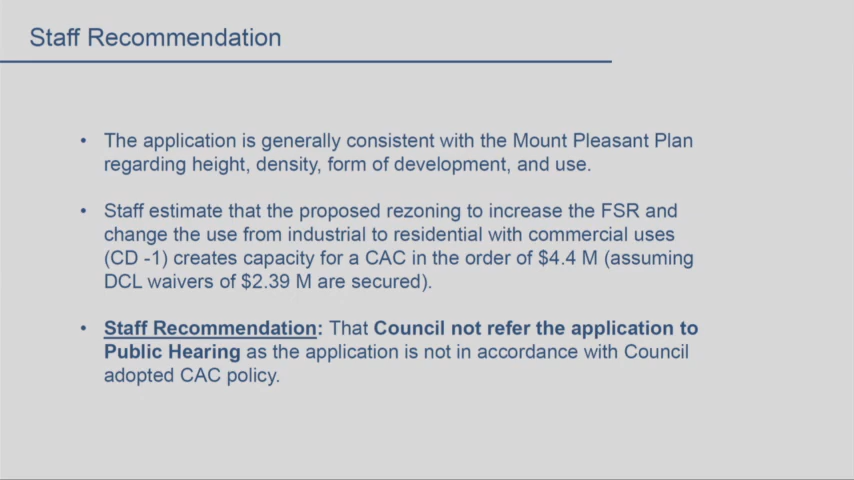 Staff Recommendation
• The application is generally consistent with the Mount Pleasant Plan
regarding height, density, form of development, and use.
• Staff estimate that the proposed rezoning to increase the FSR and
change the use from industrial to residential with commercial uses
(CD -1) creates capacity for a CAC in the order of $4.4 M (assuming
DCL waivers of $2.39 M are secured).
• Staff Recommendation: That Council not refer the application to
Public Hearing as the application is not in accordance with Council
adopted CAC policy.